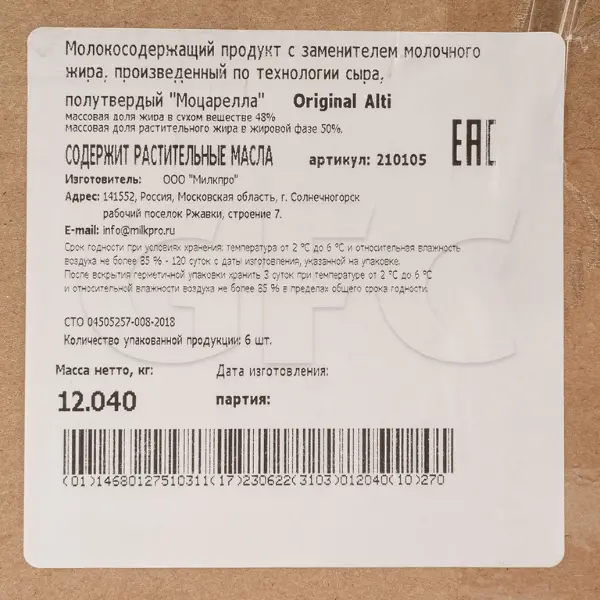 Молокосодержащий продукт с заменителем молочного
жира, произведенный по технологии сыра,
полутвердый "Моцарелла" Original Alti
массовая доля жира в сухом веществе 48%
массовая доля растительного жира в жировой фазе 50%.
СОДЕРЖИТ РАСТИТЕЛЬНЫЕ МАСЛА артикул: 210105
EAC
Изготовитель: ООО "Милкпро"
Адрес: 141552, Россия, Московская область, г. Солнечногорск
рабочий поселок Ржавки, строение 7.
E-mail: info@milkpro.ru
Срок годности при условиях хранения: температура от 2 °С до 6 °С и относительная влажность
воздуха не более 85 % - 120 суток с даты изготовления, указанной на упаковке.
После вскрытия герметичной упаковки хранить 3 суток при температуре от 2 °С до 6 °С
и относительной влажности воздуха не более 85 % в пределах общего срока годности.
GFC
СТО 04505257-008-2018
Количество упакованной продукции: 6 шт.
Масса нетто, кг: Дата изготовления:
12.040 партия:
(01)14680127510311(17)230622(3103)012040(10)270